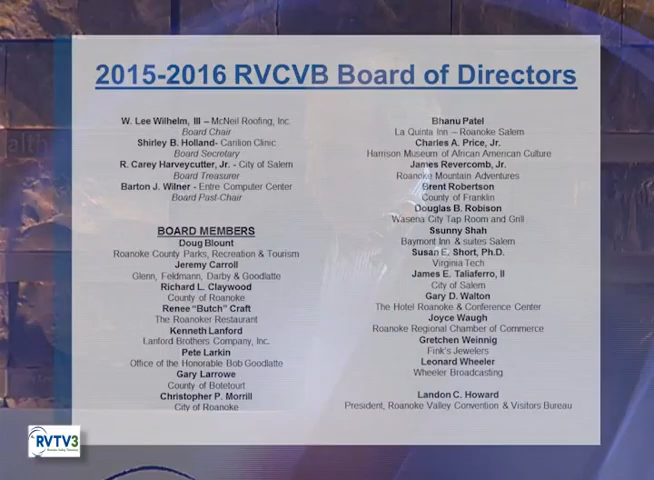 2015-2016 RVCVB Board of Directors
W. Lee Wilhelm, III – McNeil Roofing, Inc.
Board Chair
Shirley B. Holland- Carilion Clinic
Board Secretary
R. Carey Harveycutter, Jr. - City of Salem
Board Treasurer
Barton J. Wilner - Entre Computer Center
Board Past-Chair
BOARD MEMBERS
Doug Blount
Roanoke County Parks, Recreation & Tourism
Jeremy Carroll
Glenn, Feldmann, Darby & Goodlatte
Richard L. Claywood
County of Roanoke
Renee "Butch" Craft
The Roanoker Restaurant
Kenneth Lanford
Lanford Brothers Company, Inc.
Pete Larkin
Office of the Honorable Bob Goodlatte
Gary Larrowe
County of Botetourt
Christopher P. Morrill
City of Roanoke
Bhanu Patel
La Quinta Inn – Roanoke Salem
Charles A. Price, Jr.
Harrison Museum of African American Culture
James Revercomb, Jr.
Roanoke Mountain Adventures
Brent Robertson
County of Franklin
Douglas B. Robison
Wasena City Tap Room and Grill
Ssunny Shah
Baymont Inn & suites Salem
Susan E. Short, Ph.D.
Virginia Tech
James E. Taliaferro, II
City of Salem
Gary D. Walton
The Hotel Roanoke & Conference Center
Joyce Waugh
Roanoke Regional Chamber of Commerce
Gretchen Weinnig
Fink's Jewelers
Leonard Wheeler
Wheeler Broadcasting
Landon C. Howard
President, Roanoke Valley Convention & Visitors Bureau
RVTV3